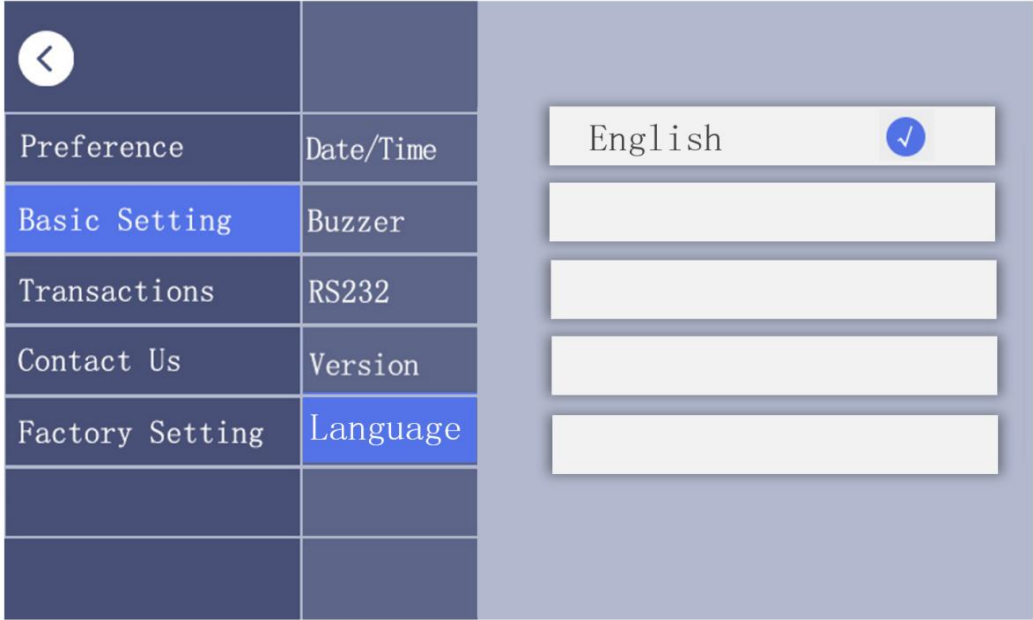 Preference
Basic Setting
Transactions
Contact Us
Factory Setting
Date/Time
Buzzer
RS232
Version
Language
English